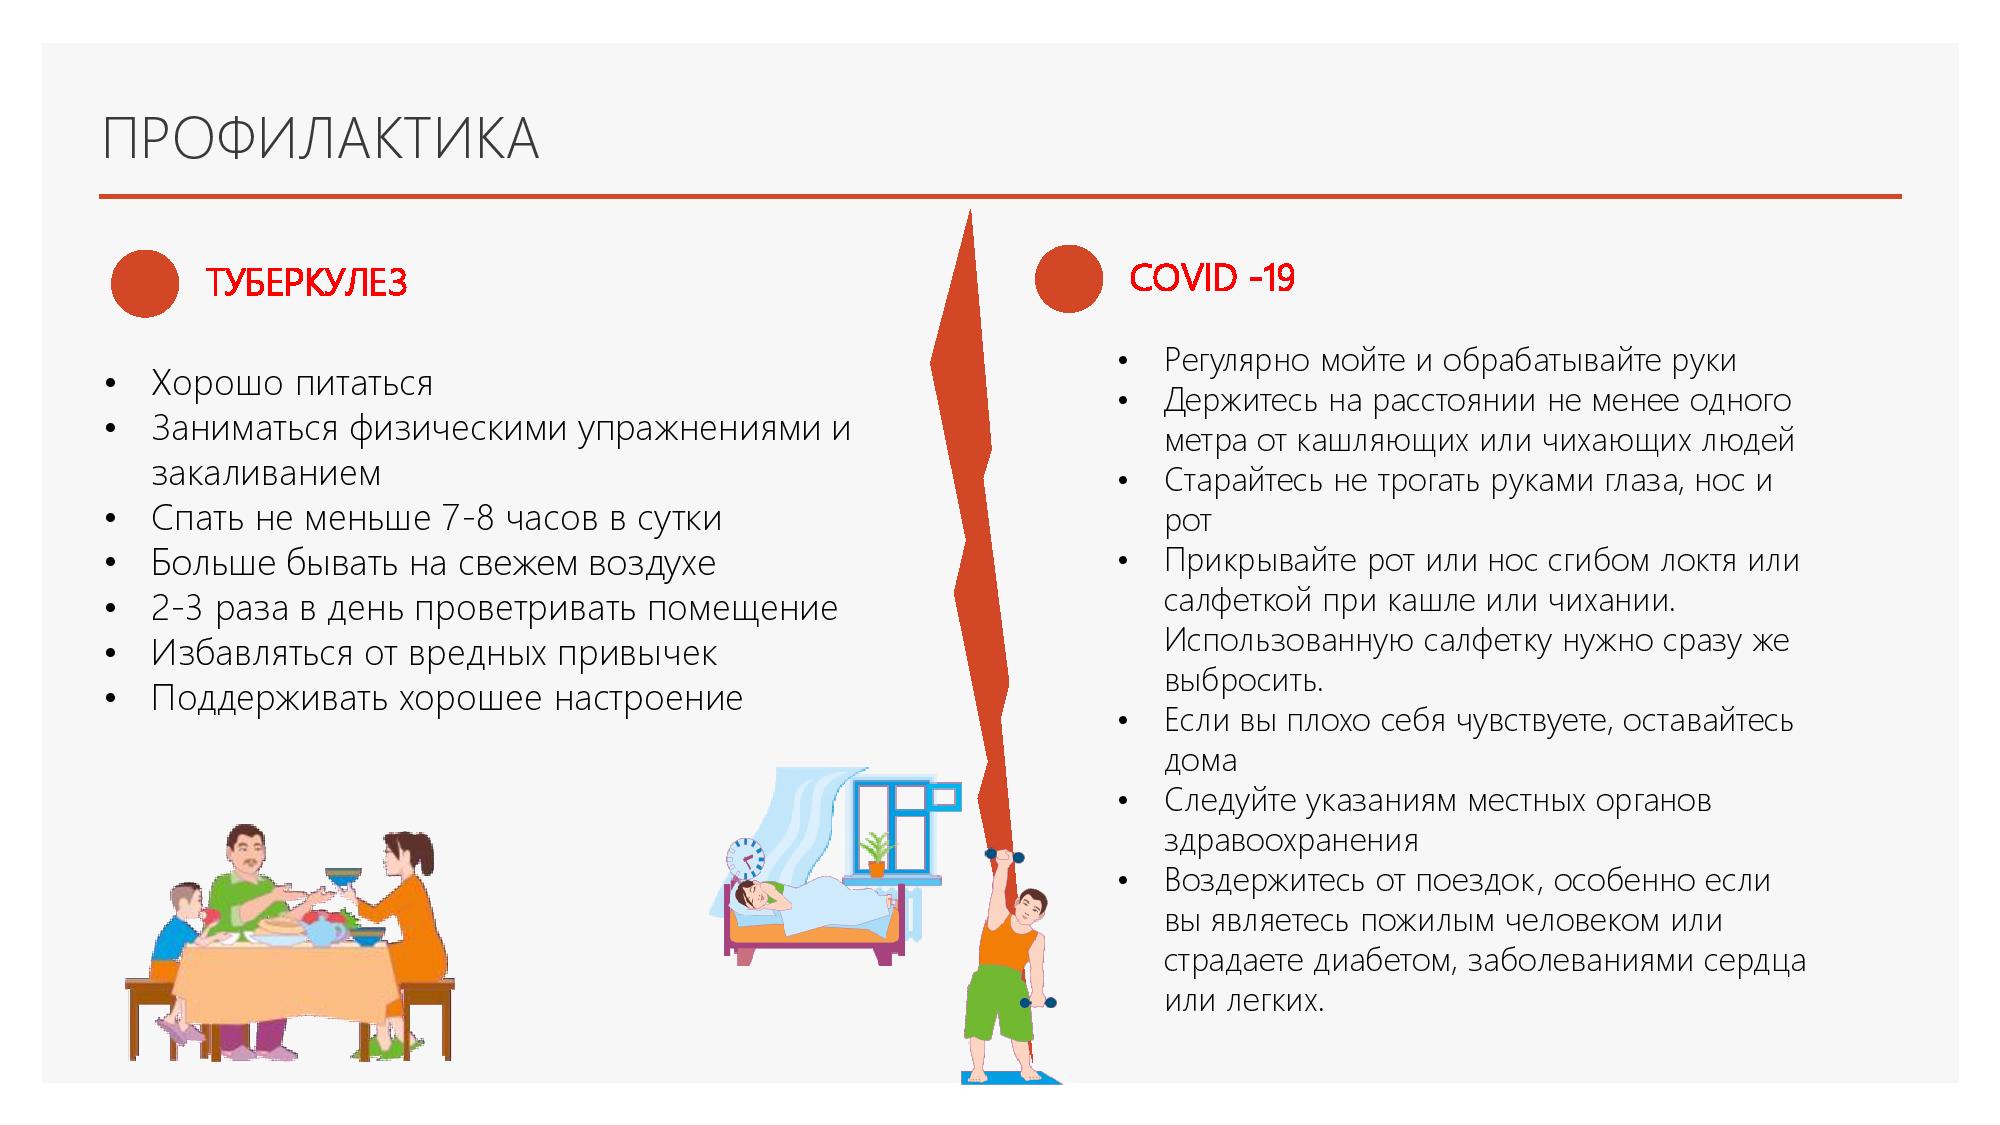 ПРОФИЛАКТИКА
ТУБЕРКУЛЕЗ
• Хорошо питаться
• Заниматься физическими упражнениями и
закаливанием
• Спать не меньше 7-8 часов в сутки
• Больше бывать на свежем воздухе
• 2-3 раза в день проветривать помещение
• Избавляться от вредных привычек
• Поддерживать хорошее настроение
COVID -19
• Регулярно мойте и обрабатывайте руки
• Держитесь на расстоянии не менее одного
метра от кашляющих или чихающих людей
• Старайтесь не трогать руками глаза, нос и
рот
• Прикрывайте рот или нос сгибом локтя или
салфеткой при кашле или чихании.
Использованную салфетку нужно сразу же
выбросить.
• Если вы плохо себя чувствуете, оставайтесь
дома
• Следуйте указаниям местных органов
здравоохранения
• Воздержитесь от поездок, особенно если
вы являетесь пожилым человеком или
страдаете диабетом, заболеваниями сердца
или легких.